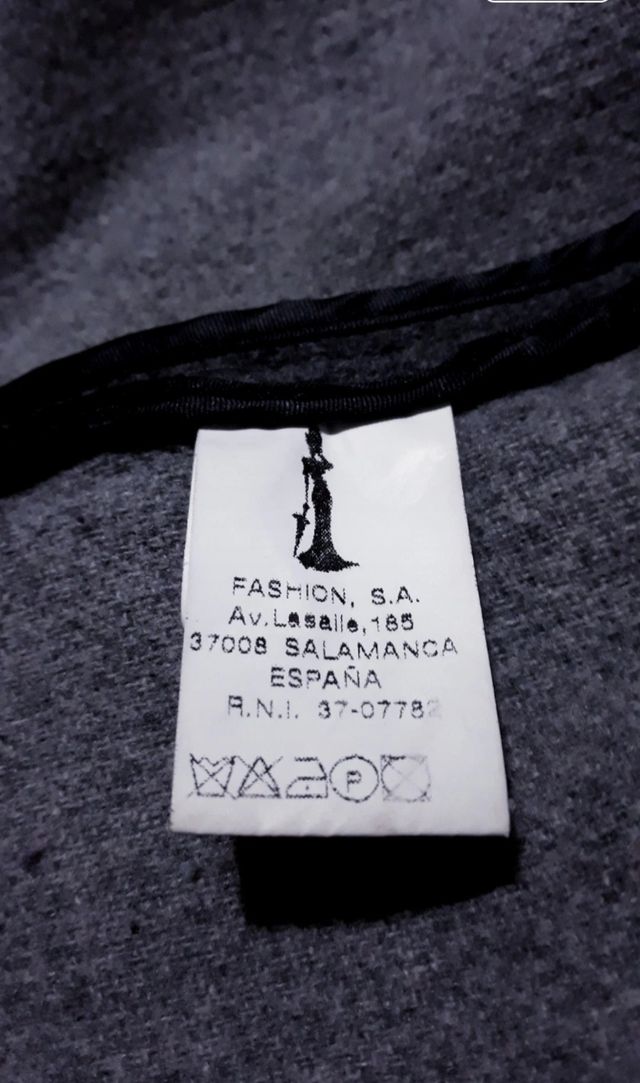 FASHION, S.A.
Av.Lasalle,185
37008 SALAMANCA
ESPAÑA
R.N.I. 37-07782
P